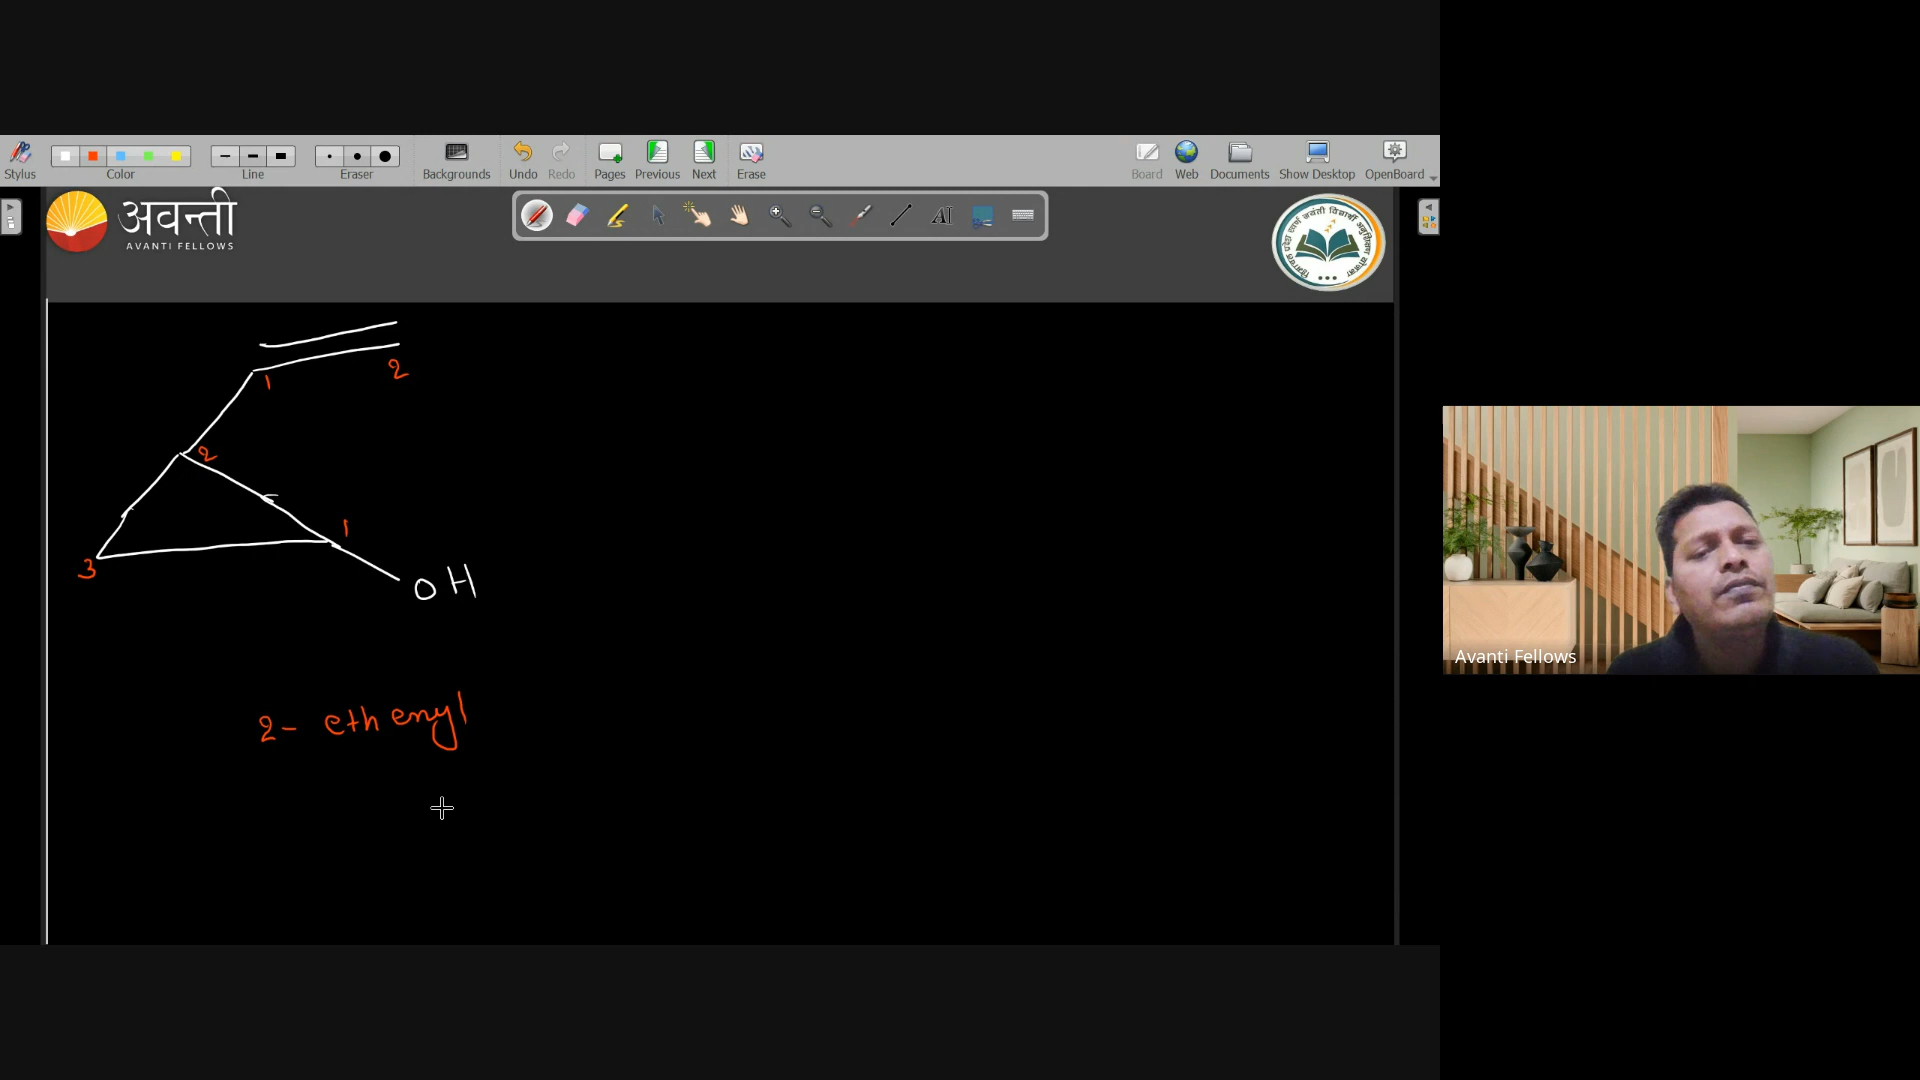 Stylus
Color
Line
Eraser
Backgrounds
Undo
Redo
Pages
Previous
Next
Erase
Board
Web
Documents
Show Desktop
OpenBoard
अवन्ती
AVANTI FELLOWS
1
2
2
1
3
OH
2- ethenyl
Avanti Fellows